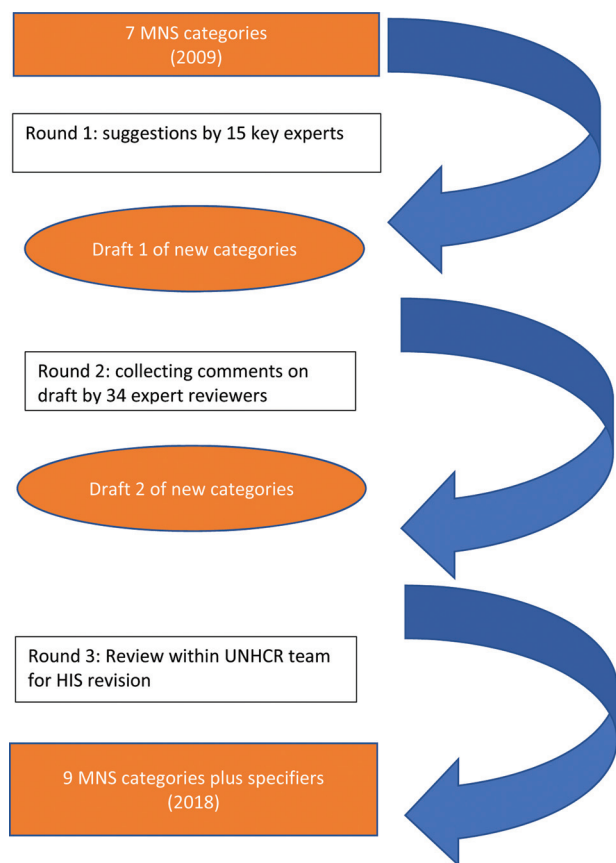 7 MNS categories
(2009)
Round 1: suggestions by 15 key experts
Draft 1 of new categories
Round 2: collecting comments on
draft by 34 expert reviewers
Draft 2 of new categories
Round 3: Review within UNHCR team
for HIS revision
9 MNS categories plus specifiers
(2018)